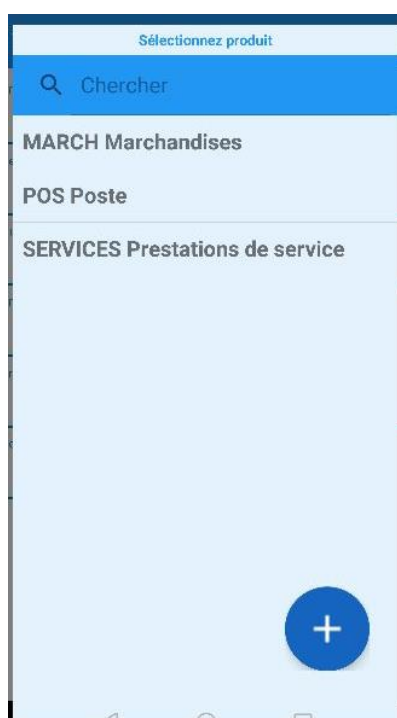 Sélectionnez produit
Chercher
MARCH Marchandises
POS Poste
SERVICES Prestations de service